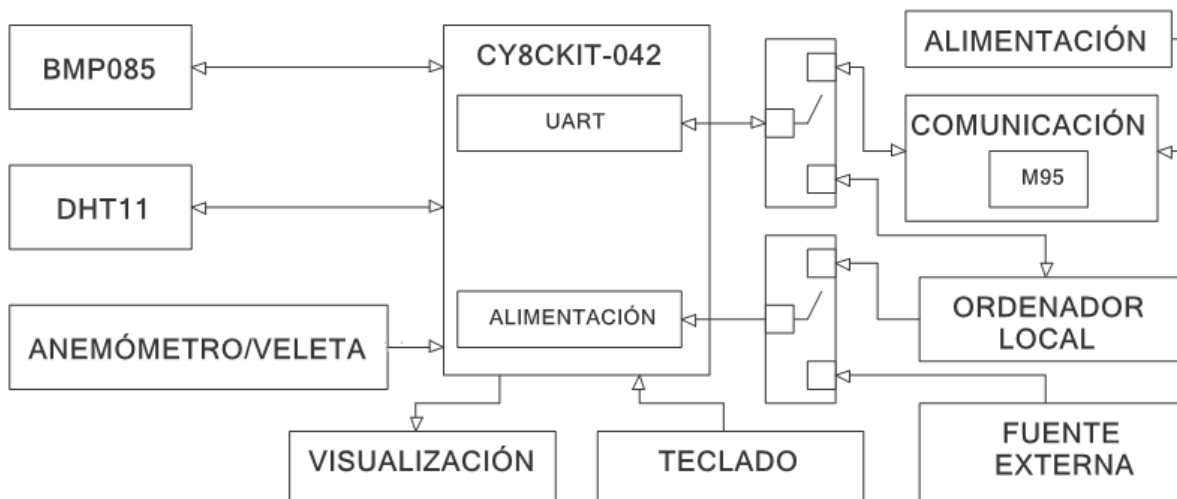 BMP085
CY8CKIT-042
ALIMENTACIÓN
UART
COMUNICACIÓN
M95
DHT11
ALIMENTACIÓN
ORDENADOR
LOCAL
ANEMÓMETRO/VELETA
VISUALIZACIÓN
TECLADO
FUENTE
EXTERNA